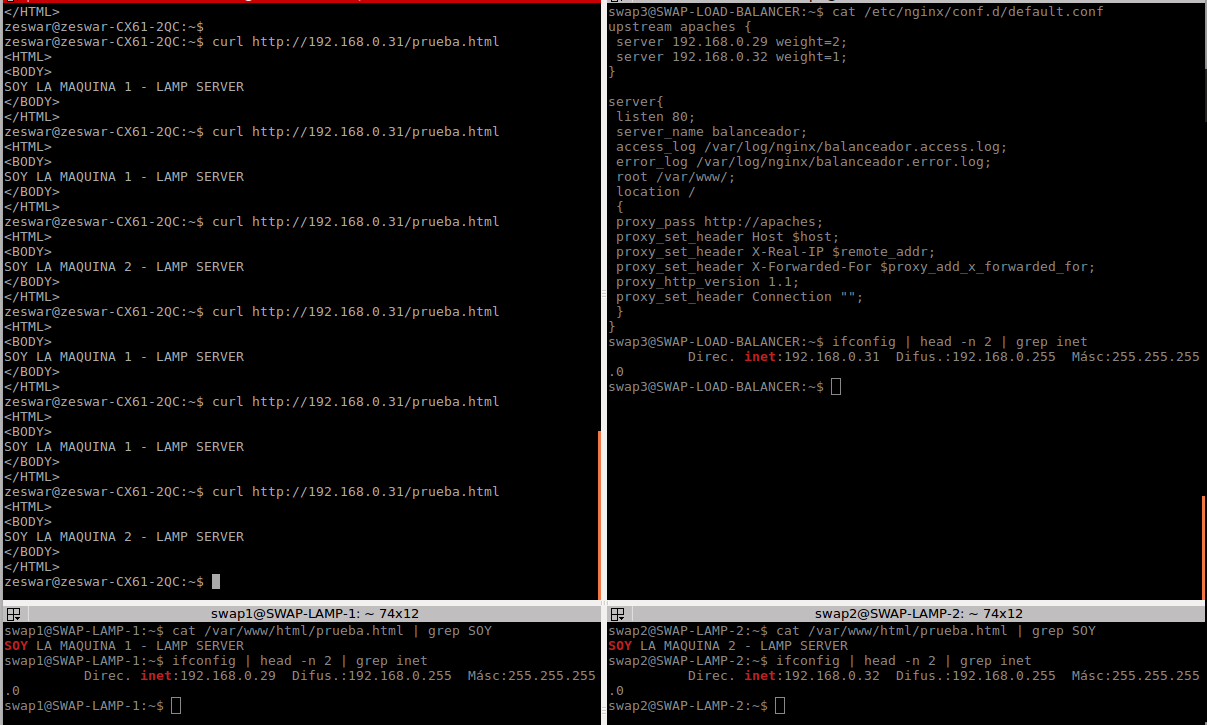 </HTML>
zeswar@zeswar-CX61-2QC:~$
zeswar@zeswar-CX61-2QC:~$ curl http://192.168.0.31/prueba.html
<HTML>
<BODY>
SOY LA MAQUINA 1 - LAMP SERVER
</BODY>
</HTML>
zeswar@zeswar-CX61-2QC:~$ curl http://192.168.0.31/prueba.html
<HTML>
<BODY>
SOY LA MAQUINA 1 - LAMP SERVER
</BODY>
</HTML>
zeswar@zeswar-CX61-2QC:~$ curl http://192.168.0.31/prueba.html
<HTML>
<BODY>
SOY LA MAQUINA 2 - LAMP SERVER
</BODY>
</HTML>
zeswar@zeswar-CX61-2QC:~$ curl http://192.168.0.31/prueba.html
<HTML>
<BODY>
SOY LA MAQUINA 1 - LAMP SERVER
</BODY>
</HTML>
zeswar@zeswar-CX61-2QC:~$ curl http://192.168.0.31/prueba.html
<HTML>
<BODY>
SOY LA MAQUINA 1 - LAMP SERVER
</BODY>
</HTML>
zeswar@zeswar-CX61-2QC:~$ curl http://192.168.0.31/prueba.html
<HTML>
<BODY>
SOY LA MAQUINA 2 - LAMP SERVER
</BODY>
</HTML>
zeswar@zeswar-CX61-2QC:~$
swap3@SWAP-LOAD-BALANCER:~$ cat /etc/nginx/conf.d/default.conf
upstream apaches {
 server 192.168.0.29 weight=2;
 server 192.168.0.32 weight=1;
}
server{
 listen 80;
 server_name balanceador;
 access_log /var/log/nginx/balanceador.access.log;
 error_log /var/log/nginx/balanceador.error.log;
 root /var/www/;
 location /
 {
 proxy_pass http://apaches;
 proxy_set_header Host $host;
 proxy_set_header X-Real-IP $remote_addr;
 proxy_set_header X-Forwarded-For $proxy_add_x_forwarded_for;
 proxy_http_version 1.1;
 proxy_set_header Connection "";
 }
}
swap3@SWAP-LOAD-BALANCER:~$ ifconfig | head -n 2 | grep inet
          Direc. inet:192.168.0.31  Difus.:192.168.0.255  Másc:255.255.255
.0
swap3@SWAP-LOAD-BALANCER:~$
swap1@SWAP-LAMP-1: ~ 74x12
swap1@SWAP-LAMP-1:~$ cat /var/www/html/prueba.html | grep SOY
SOY LA MAQUINA 1 - LAMP SERVER
swap1@SWAP-LAMP-1:~$ ifconfig | head -n 2 | grep inet
          Direc. inet:192.168.0.29  Difus.:192.168.0.255  Másc:255.255.255
.0
swap1@SWAP-LAMP-1:~$
swap2@SWAP-LAMP-2: ~ 74x12
swap2@SWAP-LAMP-2:~$ cat /var/www/html/prueba.html | grep SOY
SOY LA MAQUINA 2 - LAMP SERVER
swap2@SWAP-LAMP-2:~$ ifconfig | head -n 2 | grep inet
          Direc. inet:192.168.0.32  Difus.:192.168.0.255  Másc:255.255.255
.0
swap2@SWAP-LAMP-2:~$